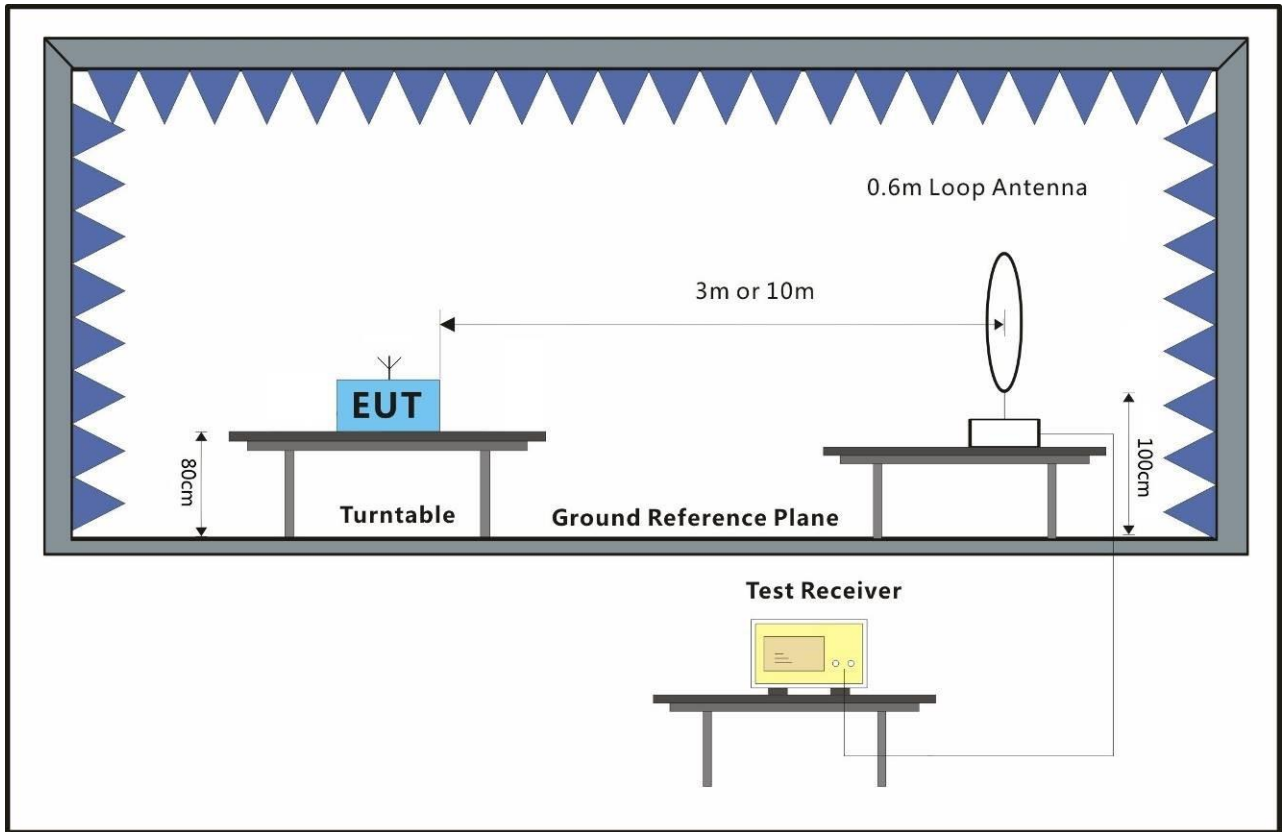 0.6m Loop Antenna
3m or 10m
EUT
80cm
100cm
Turntable
Ground Reference Plane
Test Receiver